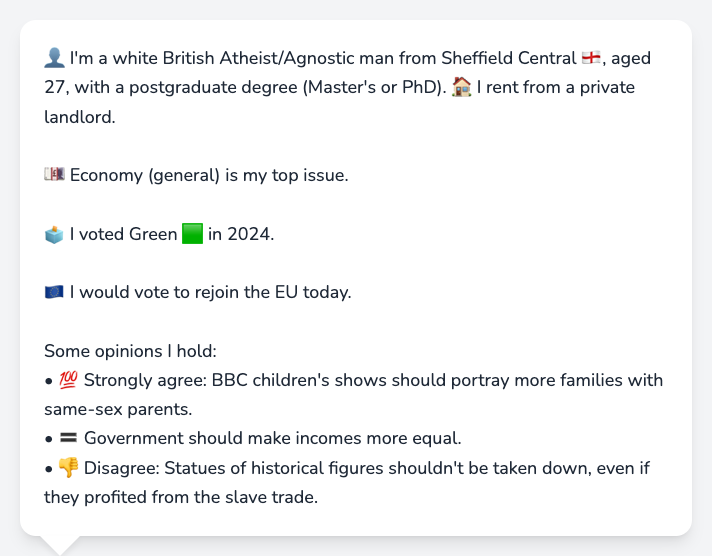 👤 I'm a white British Atheist/Agnostic man from Sheffield Central 🏴󠁧󠁢󠁥󠁮󠁧󠁿, aged
27, with a postgraduate degree (Master's or PhD). 🏠 I rent from a private
landlord.
💷 Economy (general) is my top issue.
🗳️ I voted Green 🟩 in 2024.
🇪🇺 I would vote to rejoin the EU today.
Some opinions I hold:
• 💯 Strongly agree: BBC children's shows should portray more families with
same-sex parents.
• 🟰 Government should make incomes more equal.
• 👎 Disagree: Statues of historical figures shouldn't be taken down, even if
they profited from the slave trade.